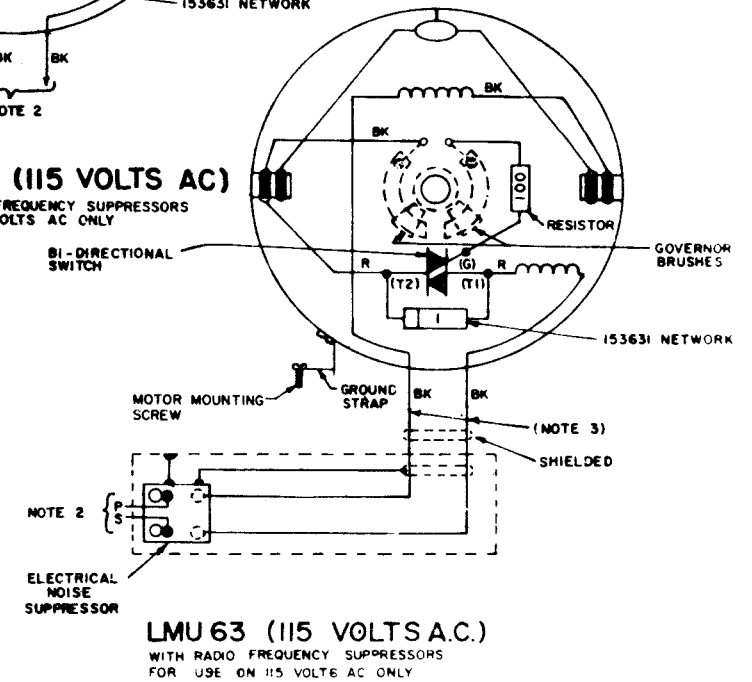 153631 NETWORK
BK
BK
OTE 2
(115 VOLTS AC)
FREQUENCY SUPPRESSORS
OLTS AC ONLY
BK
BK
100
RESISTOR
GOVERNOR
BRUSHES
BI-DIRECTIONAL
SWITCH
R
(T2)
(G)
(T1)
R
1
153631 NETWORK
MOTOR MOUNTING
SCREW
GROUND
STRAP
BK
BK
(NOTE 3)
SHIELDED
NOTE 2
P
S
ELECTRICAL
NOISE
SUPPRESSOR
LMU 63 (115 VOLTS A.C.)
WITH RADIO FREQUENCY SUPPRESSORS
FOR USE ON 115 VOLTS AC ONLY